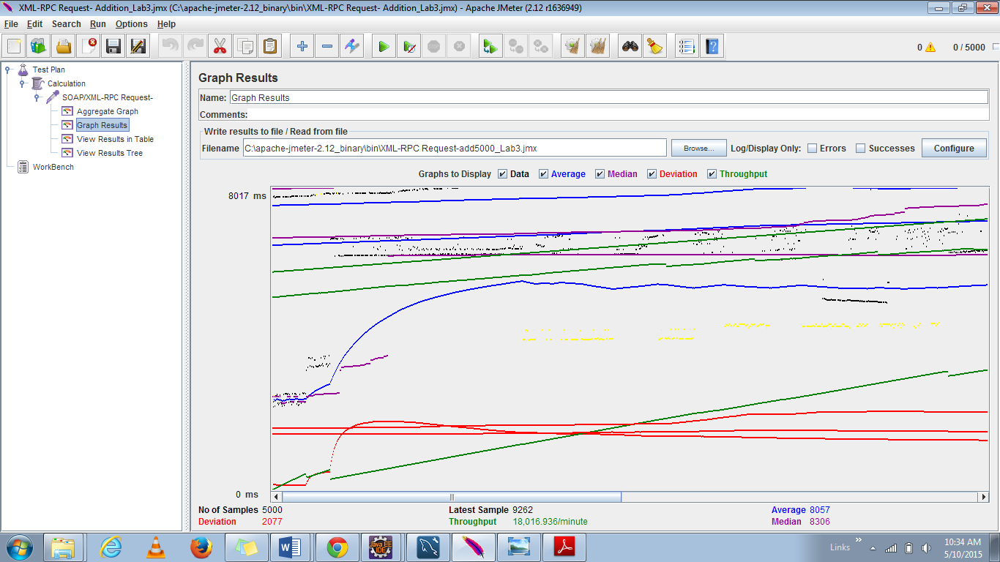 XML-RPC Request- Addition_Lab3.jmx (C:\apache-jmeter-2.12_binary\bin\XML-RPC Request- Addition_Lab3.jmx) - Apache JMeter (2.12 r1636949)
File Edit Search Run Options Help
0 0 / 5000
Test Plan
Calculation
SOAP/XML-RPC Request-
Aggregate Graph
Graph Results
View Results in Table
View Results Tree
WorkBench
Graph Results
Name: Graph Results
Comments:
Write results to file / Read from file
Filename C:\apache-jmeter-2.12_binary\bin\XML-RPC Request-add5000_Lab3.jmx Browse... Log/Display Only: Errors Successes Configure
Graphs to Display Data Average Median Deviation Throughput
8017 ms
0 ms
No of Samples 5000 Latest Sample 9262 Average 8057
Deviation 2077 Throughput 18,016.936/minute Median 8306
Java EE
IDE
Links » 10:34 AM
5/10/2015